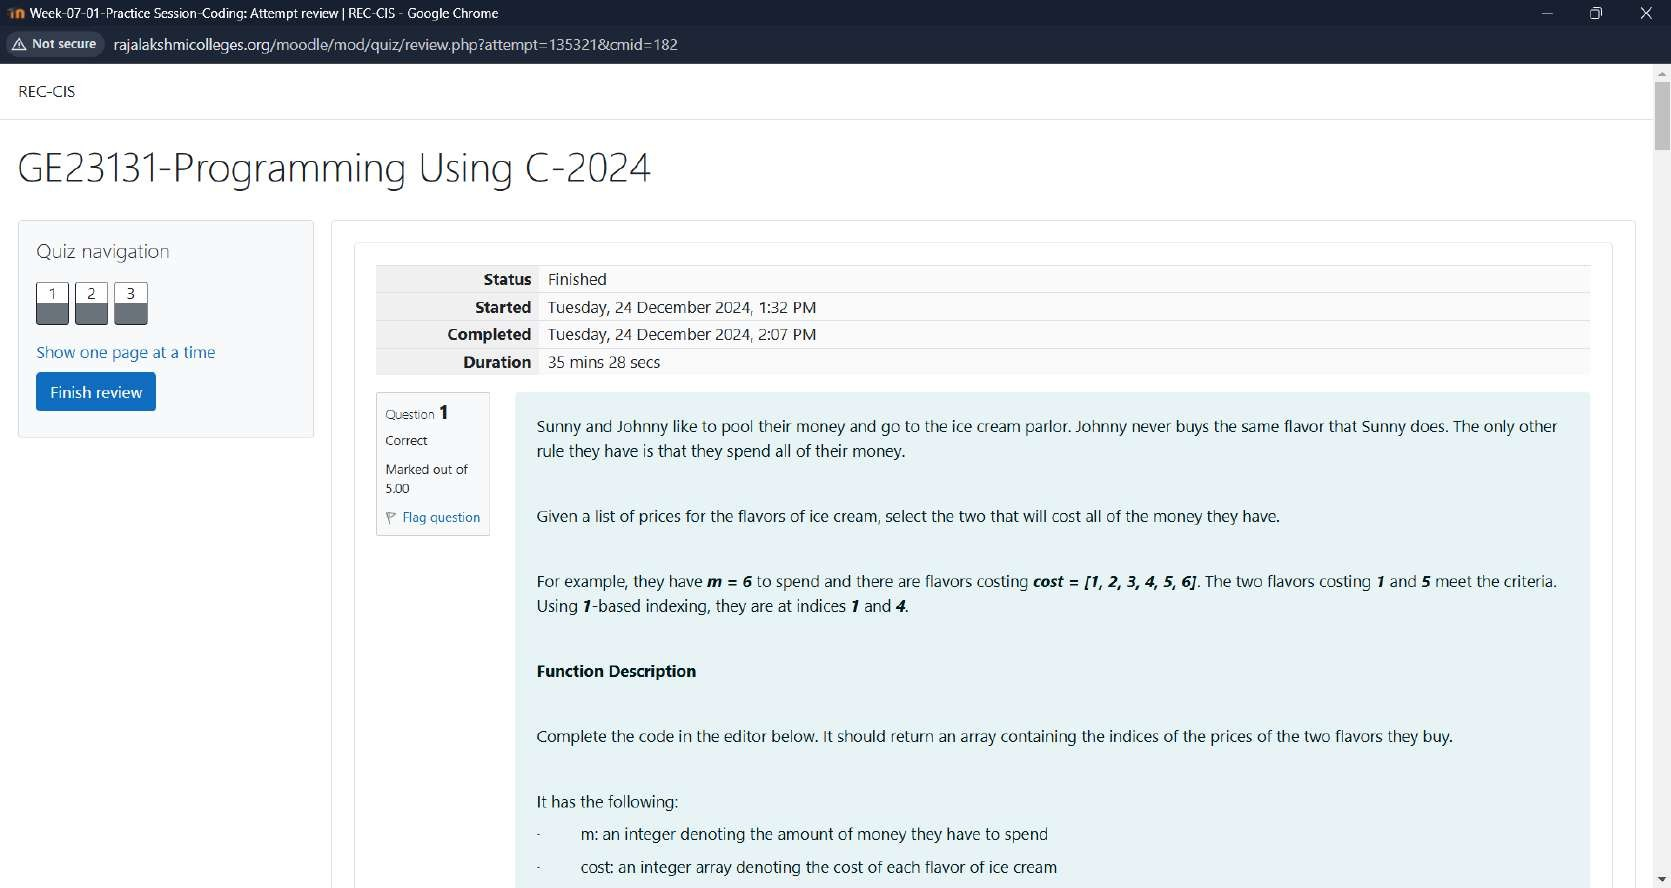 Week-07-01-Practice Session-Coding: Attempt review | REC-CIS - Google Chrome
Not secure rajalakshmicolleges.org/moodle/mod/quiz/review.php?attempt=135321&cmid=182
REC-CIS
GE23131-Programming Using C-2024
Quiz navigation
1 2 3
Show one page at a time
Finish review
Status Finished
Started Tuesday, 24 December 2024, 1:32 PM
Completed Tuesday, 24 December 2024, 2:07 PM
Duration 35 mins 28 secs
Question 1
Correct
Marked out of
5.00
Flag question
Sunny and Johnny like to pool their money and go to the ice cream parlor. Johnny never buys the same flavor that Sunny does. The only other
rule they have is that they spend all of their money.
Given a list of prices for the flavors of ice cream, select the two that will cost all of the money they have.
For example, they have m = 6 to spend and there are flavors costing cost = [1, 2, 3, 4, 5, 6]. The two flavors costing 1 and 5 meet the criteria.
Using 1-based indexing, they are at indices 1 and 4.
Function Description
Complete the code in the editor below. It should return an array containing the indices of the prices of the two flavors they buy.
It has the following:
· m: an integer denoting the amount of money they have to spend
· cost: an integer array denoting the cost of each flavor of ice cream